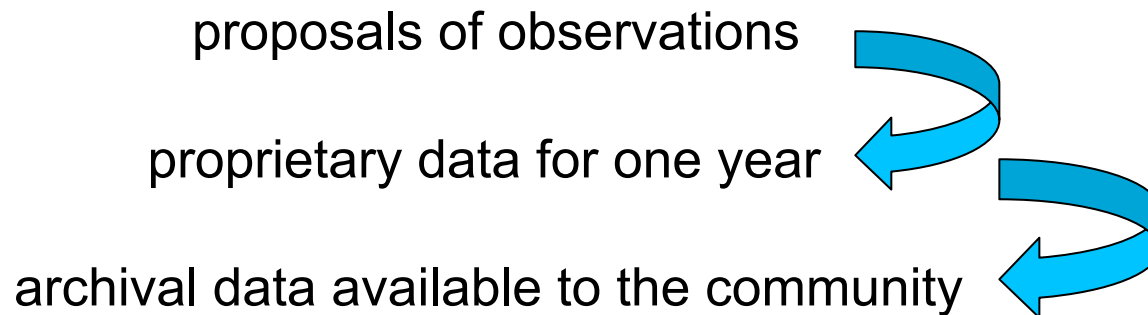 proposals of observations
proprietary data for one year
archival data available to the community